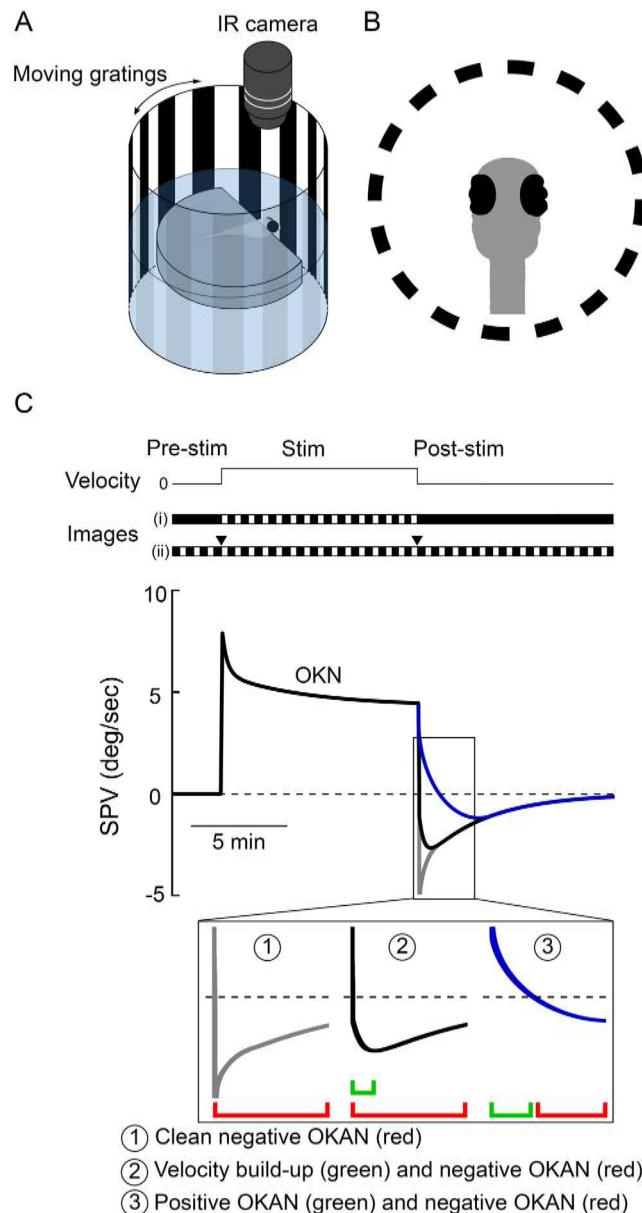 A
IR camera
Moving gratings
B
C
Pre-stim Stim Post-stim
Velocity 0
(i)
Images
(ii)
10
OKN
5
SPV (deg/sec)
0
5 min
-5
1 2 3
1 Clean negative OKAN (red)
2 Velocity build-up (green) and negative OKAN (red)
3 Positive OKAN (green) and negative OKAN (red)